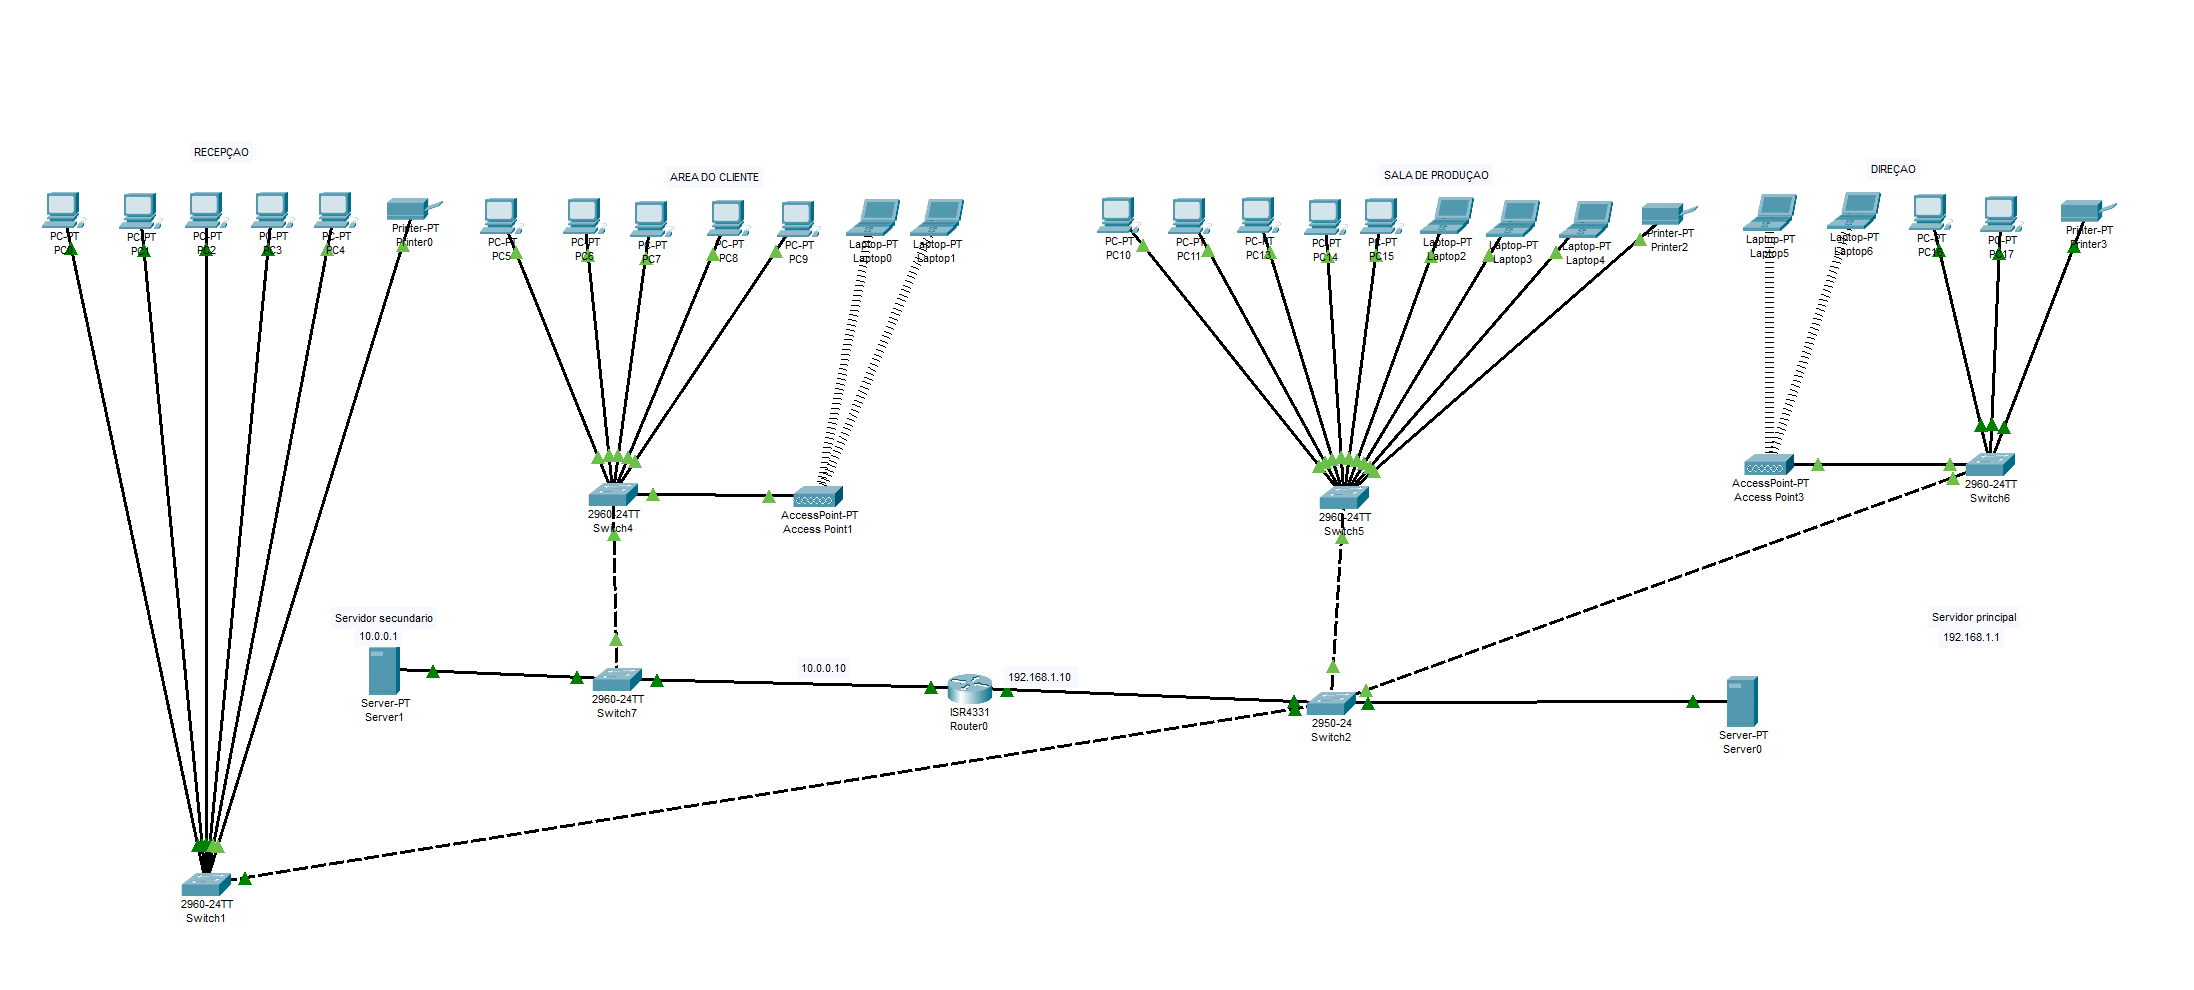 RECEPÇAO
AREA DO CLIENTE
SALA DE PRODUÇAO
DIREÇAO
PC-PT
PC-PT
PC-PT
PC2
PC-PT
PC3
PC-PT
PC4
Printer-PT
Printer0
PC-PT
PC5
PC-PT
PC6
PC-PT
PC7
PC-PT
PC8
PC-PT
PC9
Laptop-PT
Laptop0
Laptop-PT
Laptop1
PC-PT
PC10
PC-PT
PC11
PC-PT
PC13
PC-PT
PC14
PC-PT
PC15
Laptop-PT
Laptop2
Laptop-PT
Laptop3
Laptop-PT
Laptop4
Printer-PT
Printer2
Laptop-PT
Laptop5
Laptop-PT
Laptop6
PC-PT
PC-PT
PC17
Printer-PT
Printer3
2960-24TT
Switch4
AccessPoint-PT
Access Point1
2960-24TT
Switch5
AccessPoint-PT
Access Point3
2960-24TT
Switch6
Servidor secundario
10.0.0.1
Server-PT
Server1
2960-24TT
Switch7
10.0.0.10
ISR4331
Router0
192.168.1.10
2950-24
Switch2
Servidor principal
192.168.1.1
Server-PT
Server0
2960-24TT
Switch1